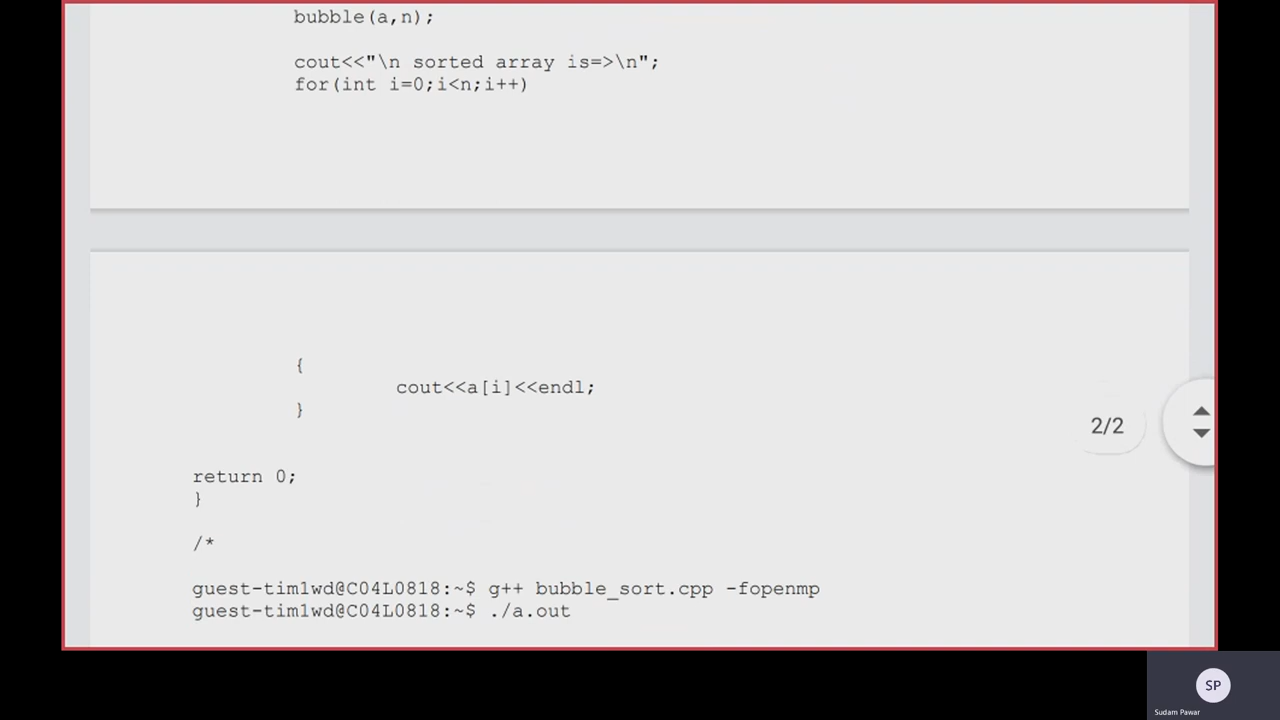 bubble(a,n);
cout<<"\n sorted array is=>\n";
for(int i=0;i<n;i++)
{
cout<<a[i]<<endl;
}
2/2
return 0;
}
/*
guest-tim1wd@C04L0818:~$ g++ bubble_sort.cpp -fopenmp
guest-tim1wd@C04L0818:~$ ./a.out
SP
Sudam Pawar